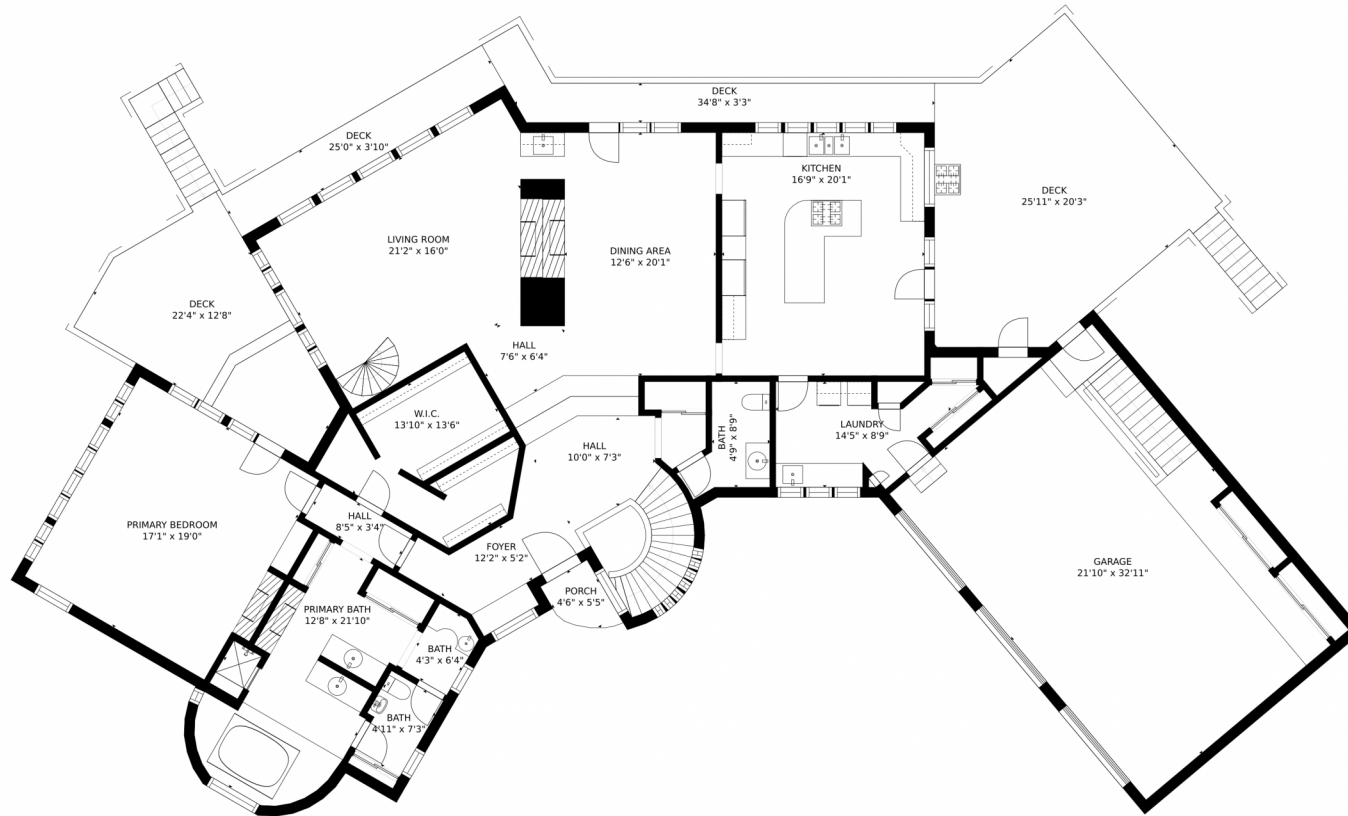 DECK
34'8" x 3'3"
DECK
25'0" x 3'10"
KITCHEN
16'9" x 20'1"
DECK
25'11" x 20'3"
LIVING ROOM
21'2" x 16'0"
DINING AREA
12'6" x 20'1"
DECK
22'4" x 12'8"
HALL
7'6" x 6'4"
W.I.C.
13'10" x 13'6"
HALL
10'0" x 7'3"
BATH
4'9" x 8'9"
LAUNDRY
14'5" x 8'9"
PRIMARY BEDROOM
17'1" x 19'0"
HALL
8'5" x 3'4"
FOYER
12'2" x 5'2"
GARAGE
21'10" x 32'11"
PORCH
4'6" x 5'5"
PRIMARY BATH
12'8" x 21'10"
BATH
4'3" x 6'4"
BATH
4'11" x 7'3"